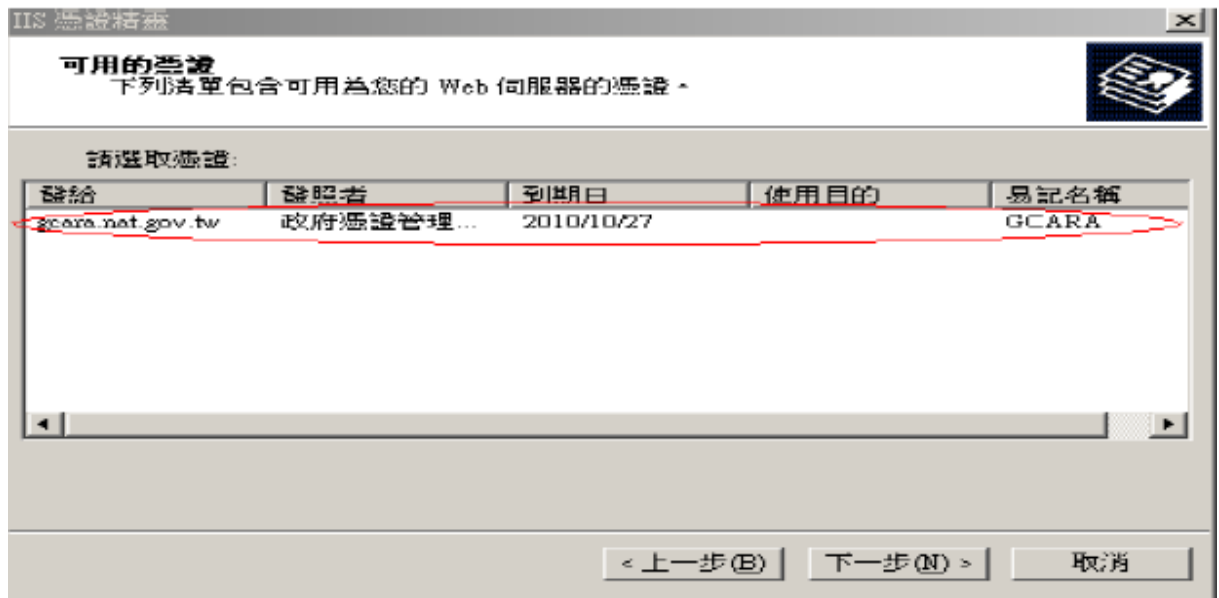 IIS 憑證精靈
可用的憑證
下列清單包含可用為您的 Web 伺服器的憑證。
請選取憑證:
發給 發照者 到期日 使用目的 易記名稱
gcara.nat.gov.tw 政府憑證管理... 2010/10/27 GCARA
< 上一步(B) 下一步(N) > 取消